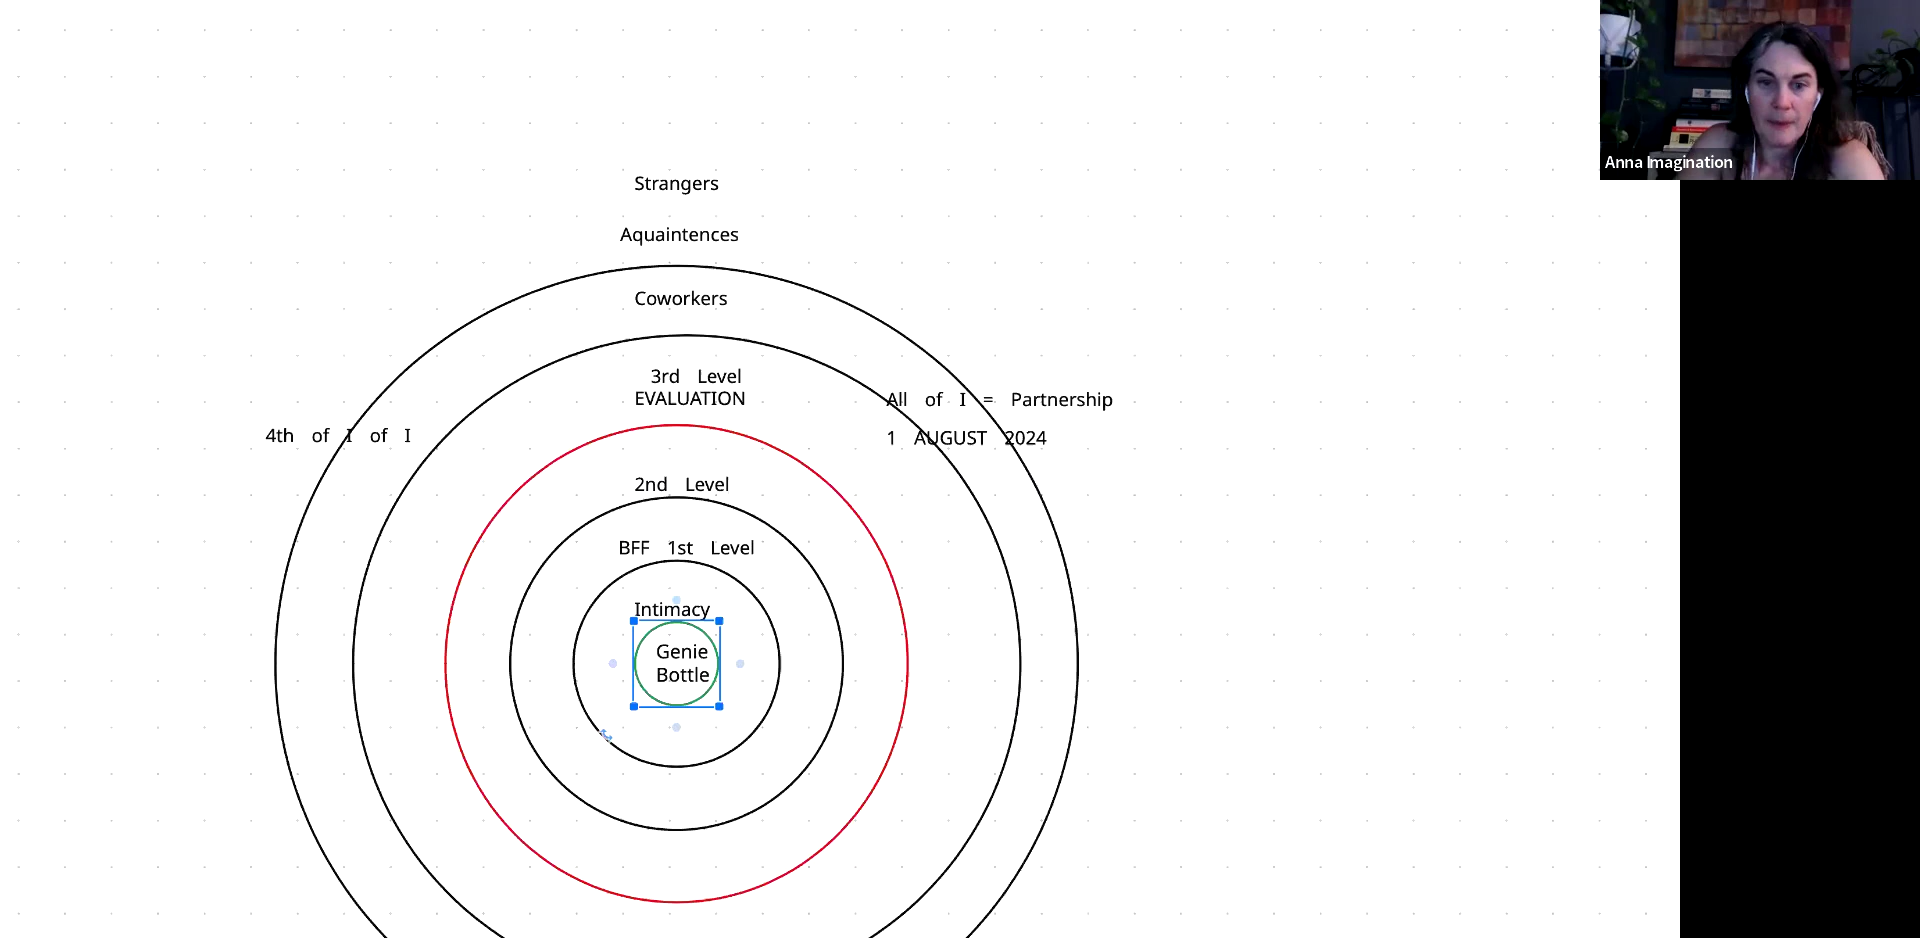 Anna Imagination
Strangers
Aquaintences
Coworkers
3rd Level
EVALUATION
All of I = Partnership
1 AUGUST 2024
4th of I of I
2nd Level
BFF 1st Level
Intimacy
Genie
Bottle